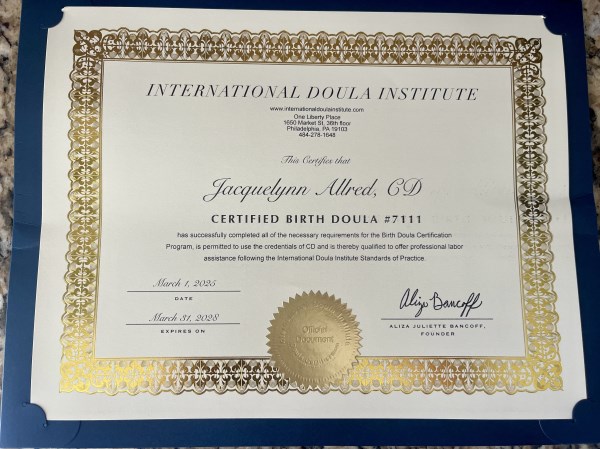 INTERNATIONAL DOULA INSTITUTE
www.internationaldoulainstitute.com
One Liberty Place
1650 Market St, 36th floor
Philadelphia, PA 19103
484-278-1648
This Certifies that
Jacquelynn Allred, CD
CERTIFIED BIRTH DOULA #7111
has successfully completed all of the necessary requirements for the Birth Doula Certification
Program, is permitted to use the credentials of CD and is thereby qualified to offer professional labor
assistance following the International Doula Institute Standards of Practice.
March 1, 2025
DATE
March 31, 2028
EXPIRES ON
Official
Document
Aliza Bancoff
ALIZA JULIETTE BANCOFF,
FOUNDER